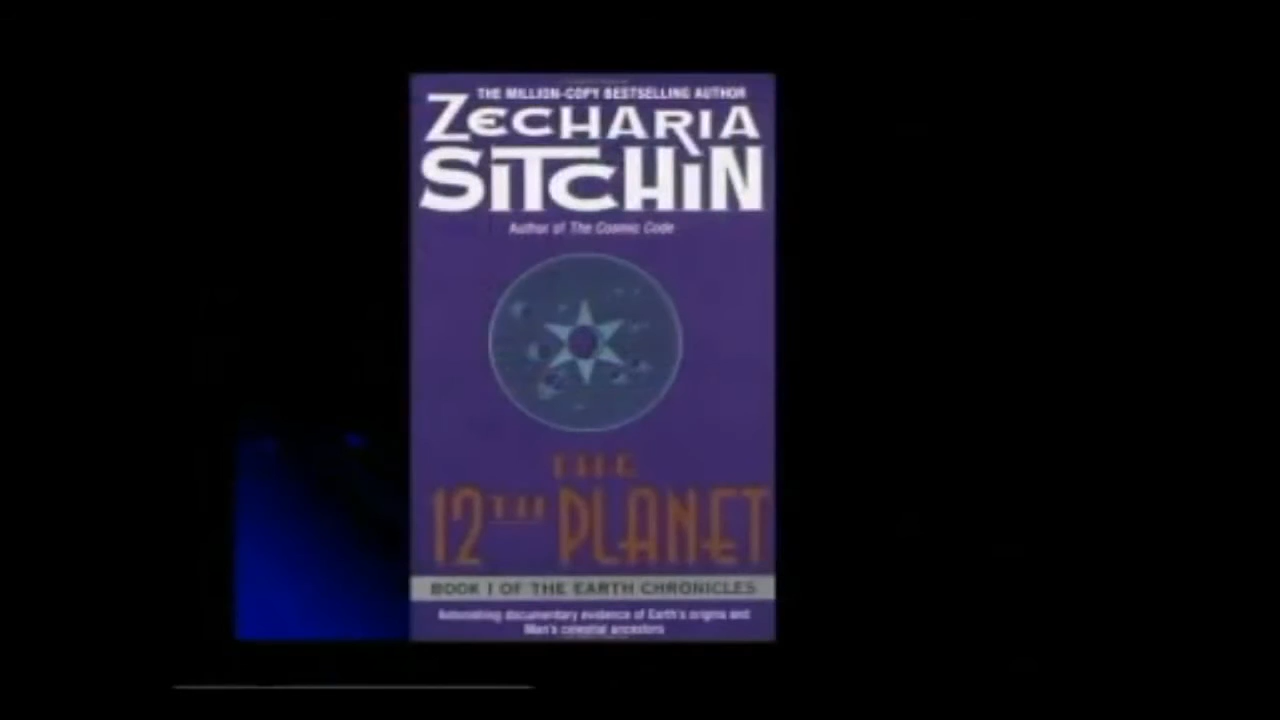 THE MILLION-COPY BESTSELLING AUTHOR
ZECHARIA
SITCHIN
Author of The Cosmic Code
THE
12TH PLANET
BOOK I OF THE EARTH CHRONICLES
Astonishing documentary evidence of Earth's origins and
Man's celestial ancestors